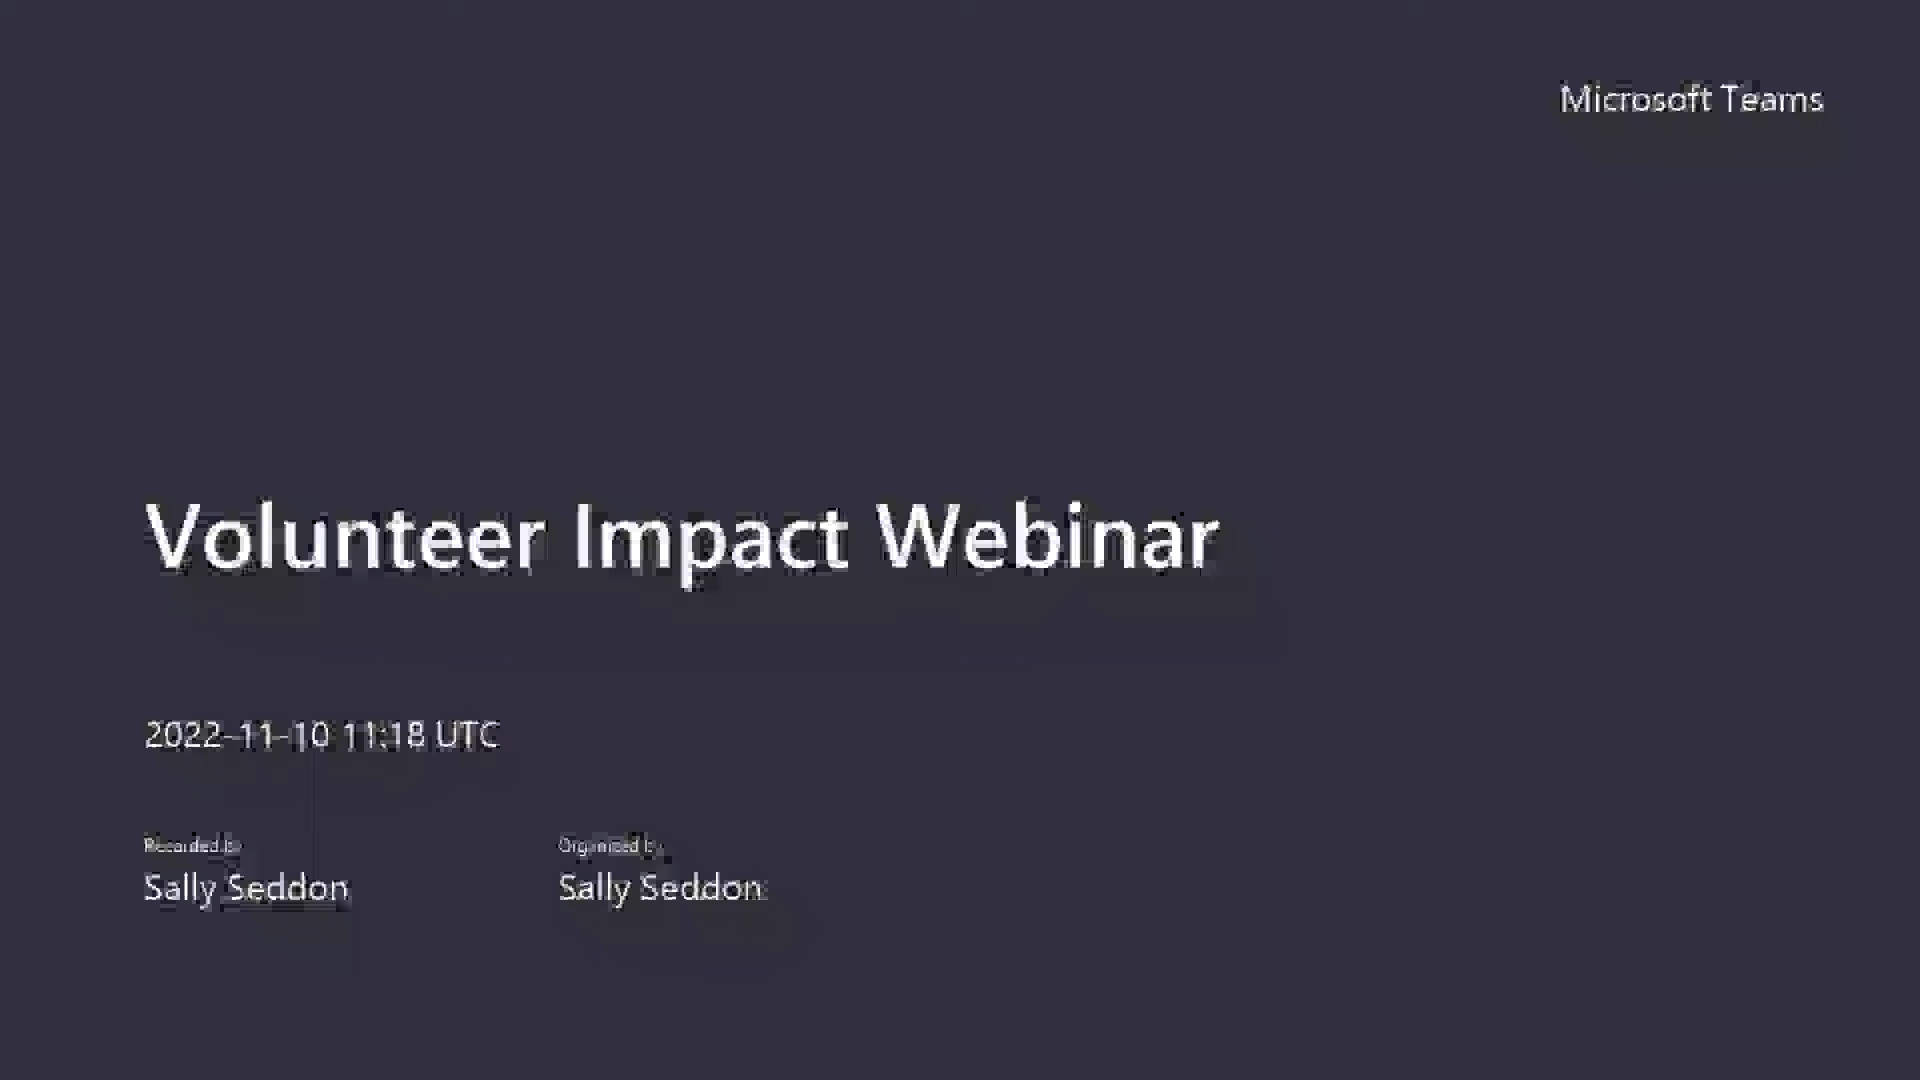 Microsoft Teams
Volunteer Impact Webinar
2022-11-10 11:18 UTC
Recorded by
Organized by
Sally Seddon
Sally Seddon